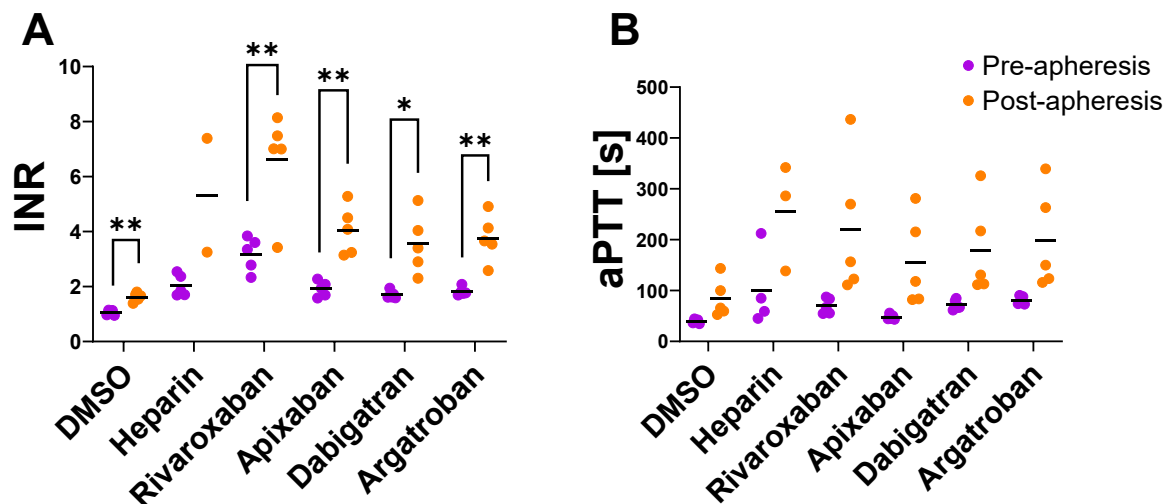 A
INR
10
8
6
4
2
0
**
**
**
*
**
DMSO
Heparin
Rivaroxaban
Apixaban
Dabigatran
Argatroban
B
Pre-apheresis
Post-apheresis
aPTT [s]
500
400
300
200
100
0
DMSO
Heparin
Rivaroxaban
Apixaban
Dabigatran
Argatroban